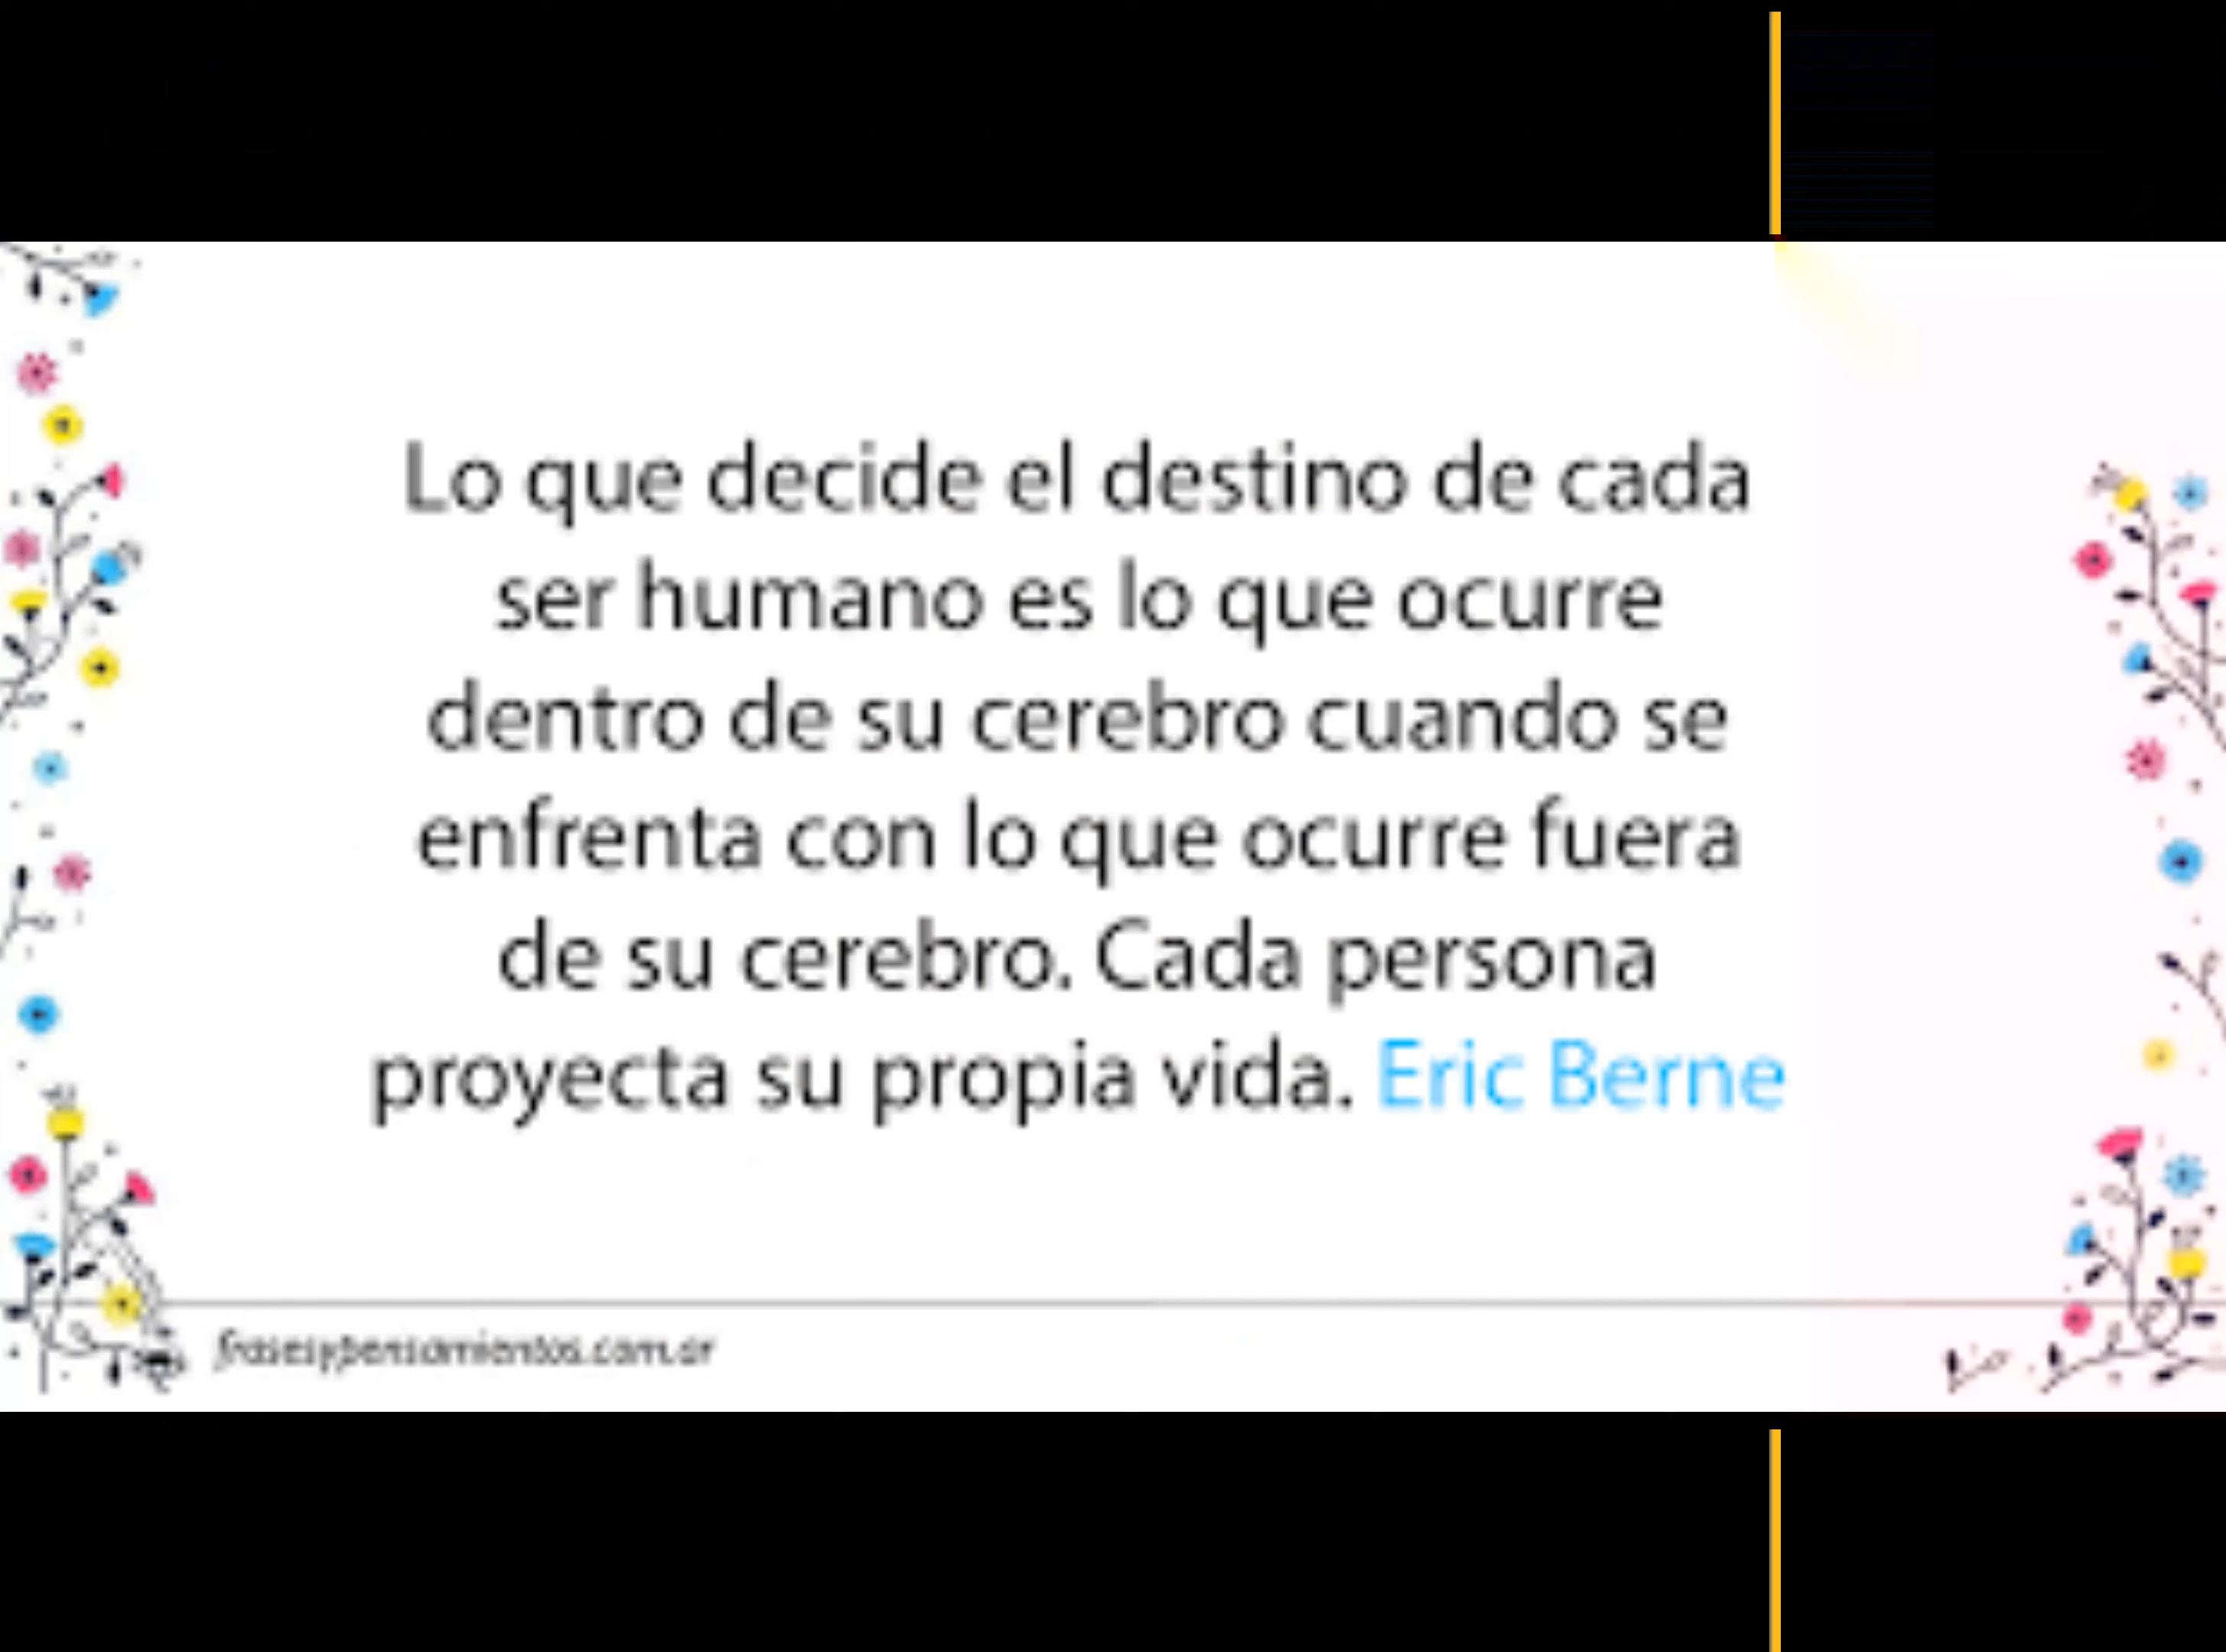 Lo que decide el destino de cada
ser humano es lo que ocurre
dentro de su cerebro cuando se
enfrenta con lo que ocurre fuera
de su cerebro. Cada persona
proyecta su propia vida. Eric Berne
frasesypensamientos.com.ar